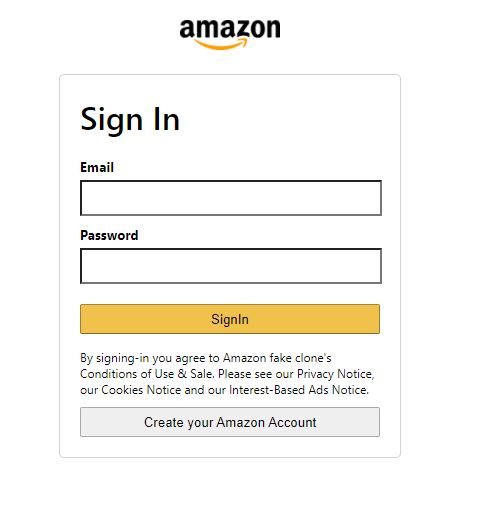 amazon
Sign In
Email
Password
SignIn
By signing-in you agree to Amazon fake clone's
Conditions of Use & Sale. Please see our Privacy Notice,
our Cookies Notice and our Interest-Based Ads Notice.
Create your Amazon Account